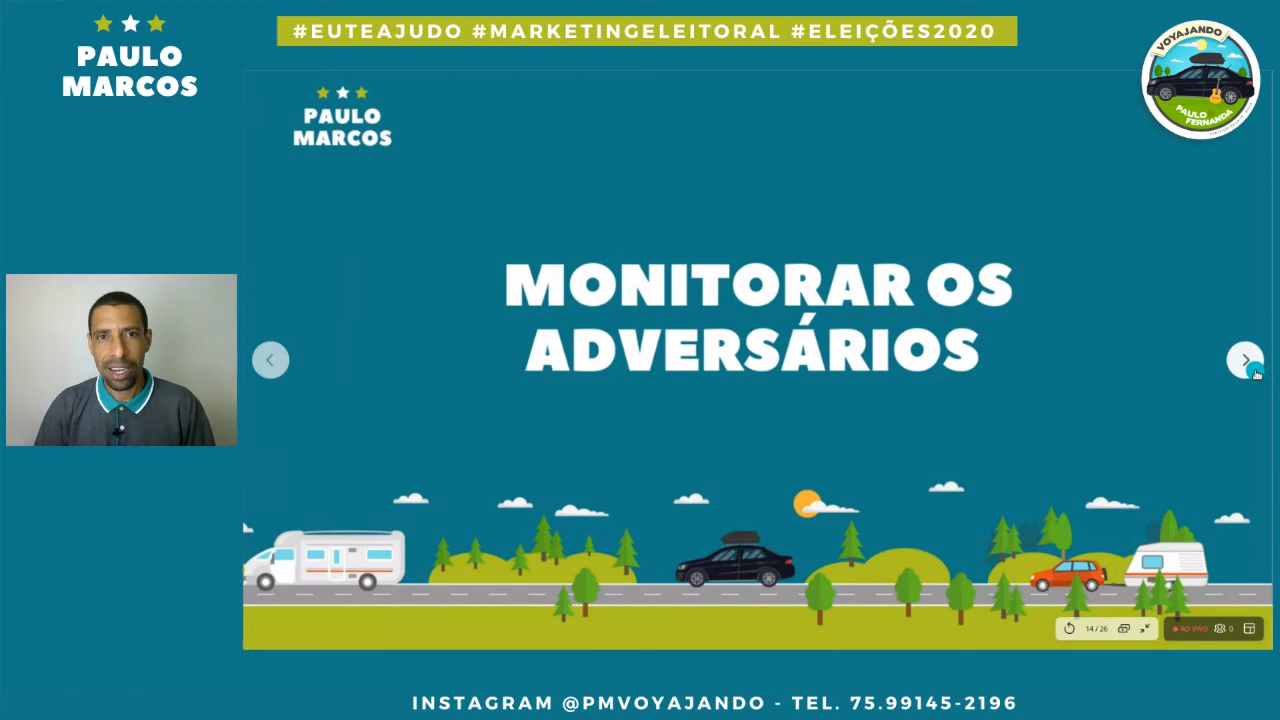 #EUTEAJUDO #MARKETINGELEITORAL #ELEIÇÕES2020
PAULO
MARCOS
VOYAJANDO
PAULO
FERNANDA
PAULO
MARCOS
MONITORAR OS
ADVERSÁRIOS
14 / 26
AO VIVO
0
INSTAGRAM @PMVOYAJANDO - TEL. 75.99145-2196